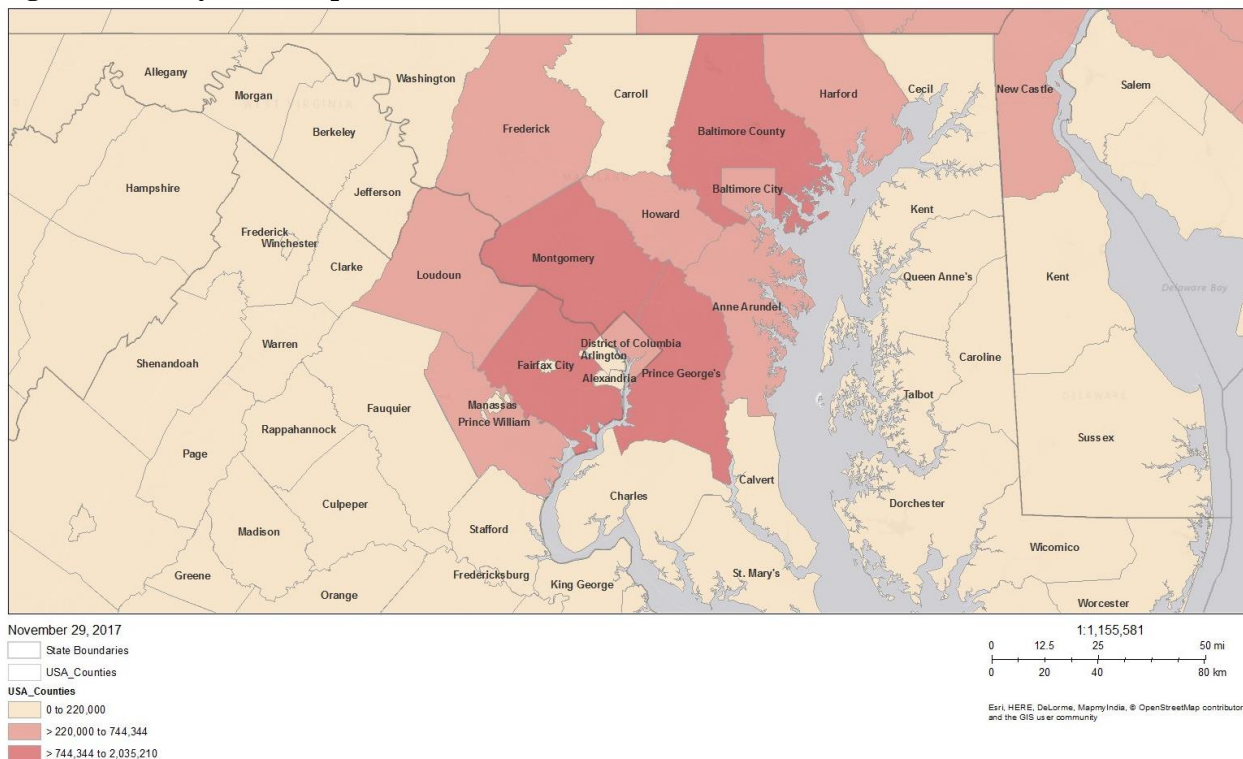 Allegany
Morgan
Washington
Berkeley
Hampshire
Jefferson
Frederick
Winchester
Clarke
Frederick
Carroll
Baltimore County
Harford
Cecil
New Castle
Salem
Baltimore City
Howard
Kent
Loudoun
Montgomery
Queen Anne's
Kent
Delaware Bay
Anne Arundel
Warren
Shenandoah
District of Columbia
Arlington
Fairfax City
Prince George's
Caroline
Alexandria
Talbot
DELAWARE
Fauquier
Manassas
Prince William
Rappahannock
Sussex
Page
Culpeper
Calvert
Charles
Dorchester
Madison
Stafford
Wicomico
Greene
Fredericksburg
King George
St. Mary's
Orange
Worcester
November 29, 2017
State Boundaries
USA_Counties
USA_Counties
0 to 220,000
> 220,000 to 744,344
> 744,344 to 2,035,210
1:1,155,581
0 12.5 25 50 mi
0 20 40 80 km
Esri, HERE, DeLorme, MapmyIndia, © OpenStreetMap contributor
and the GIS user community